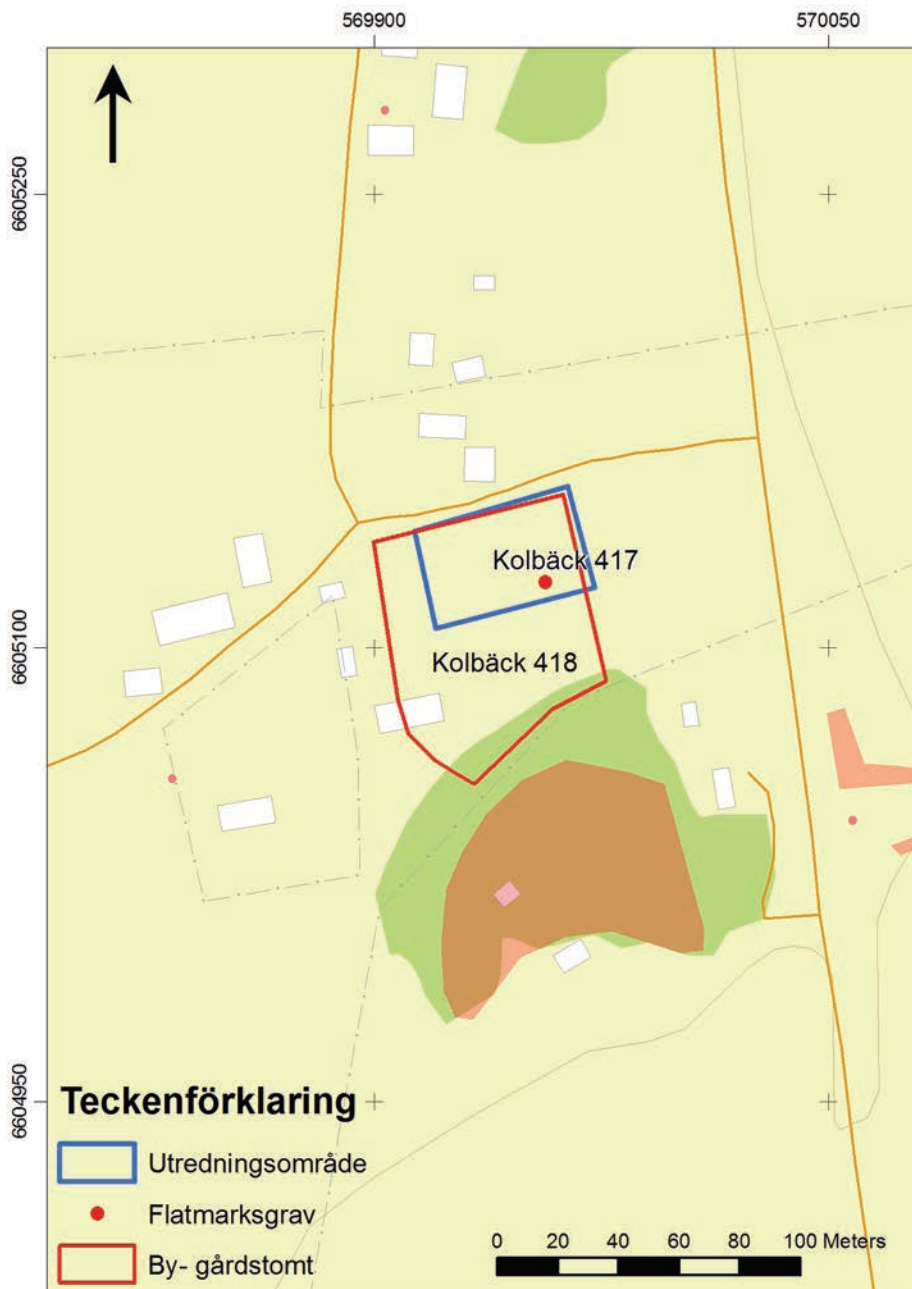 569900
570050
6605250
Kolbäck 417
6605100
Kolbäck 418
6604950
Teckenförklaring
Utredningsområde
Flatmarksgrav
By- gårdstomt
0 20 40 60 80 100 Meters